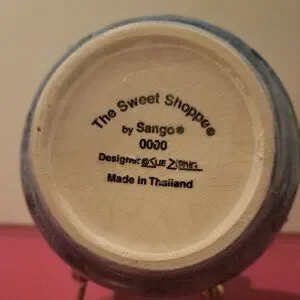 The Sweet Shoppe®
by Sango®
0000
Designer: ©SUE ZIPKIN
Made in Thailand